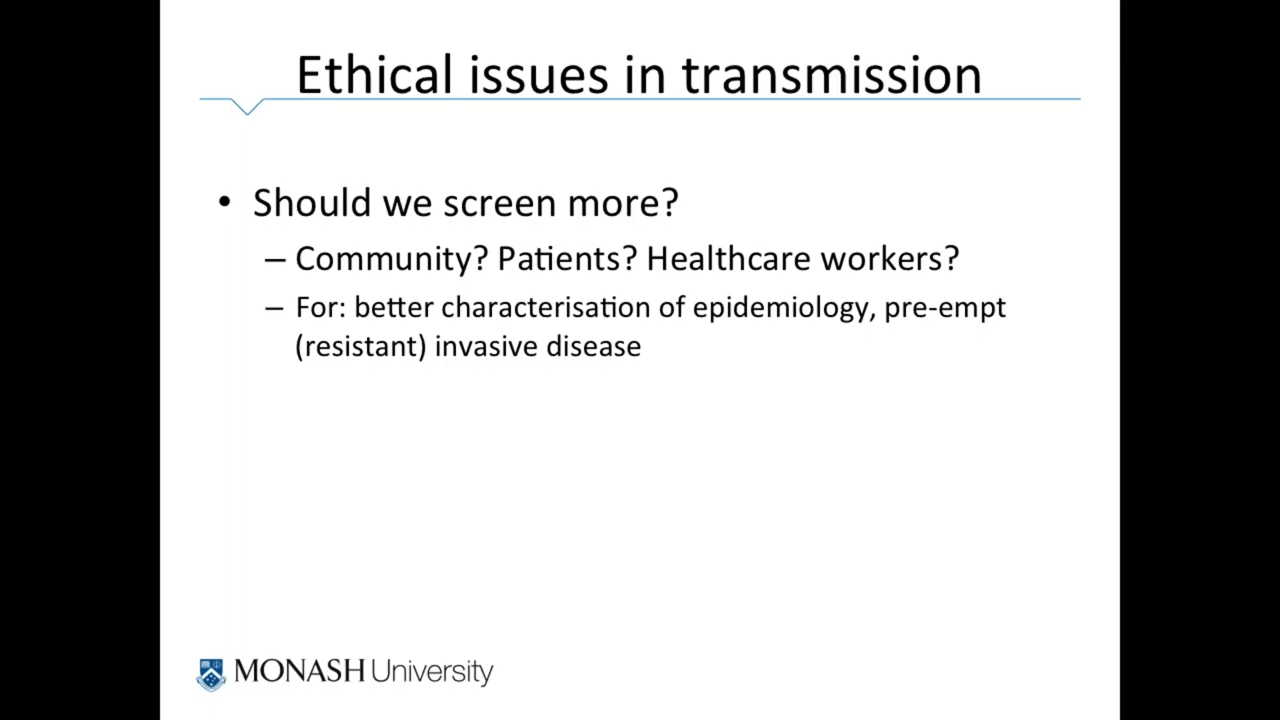 Ethical issues in transmission
• Should we screen more?
– Community? Patients? Healthcare workers?
– For: better characterisation of epidemiology, pre-empt
(resistant) invasive disease
MONASH University